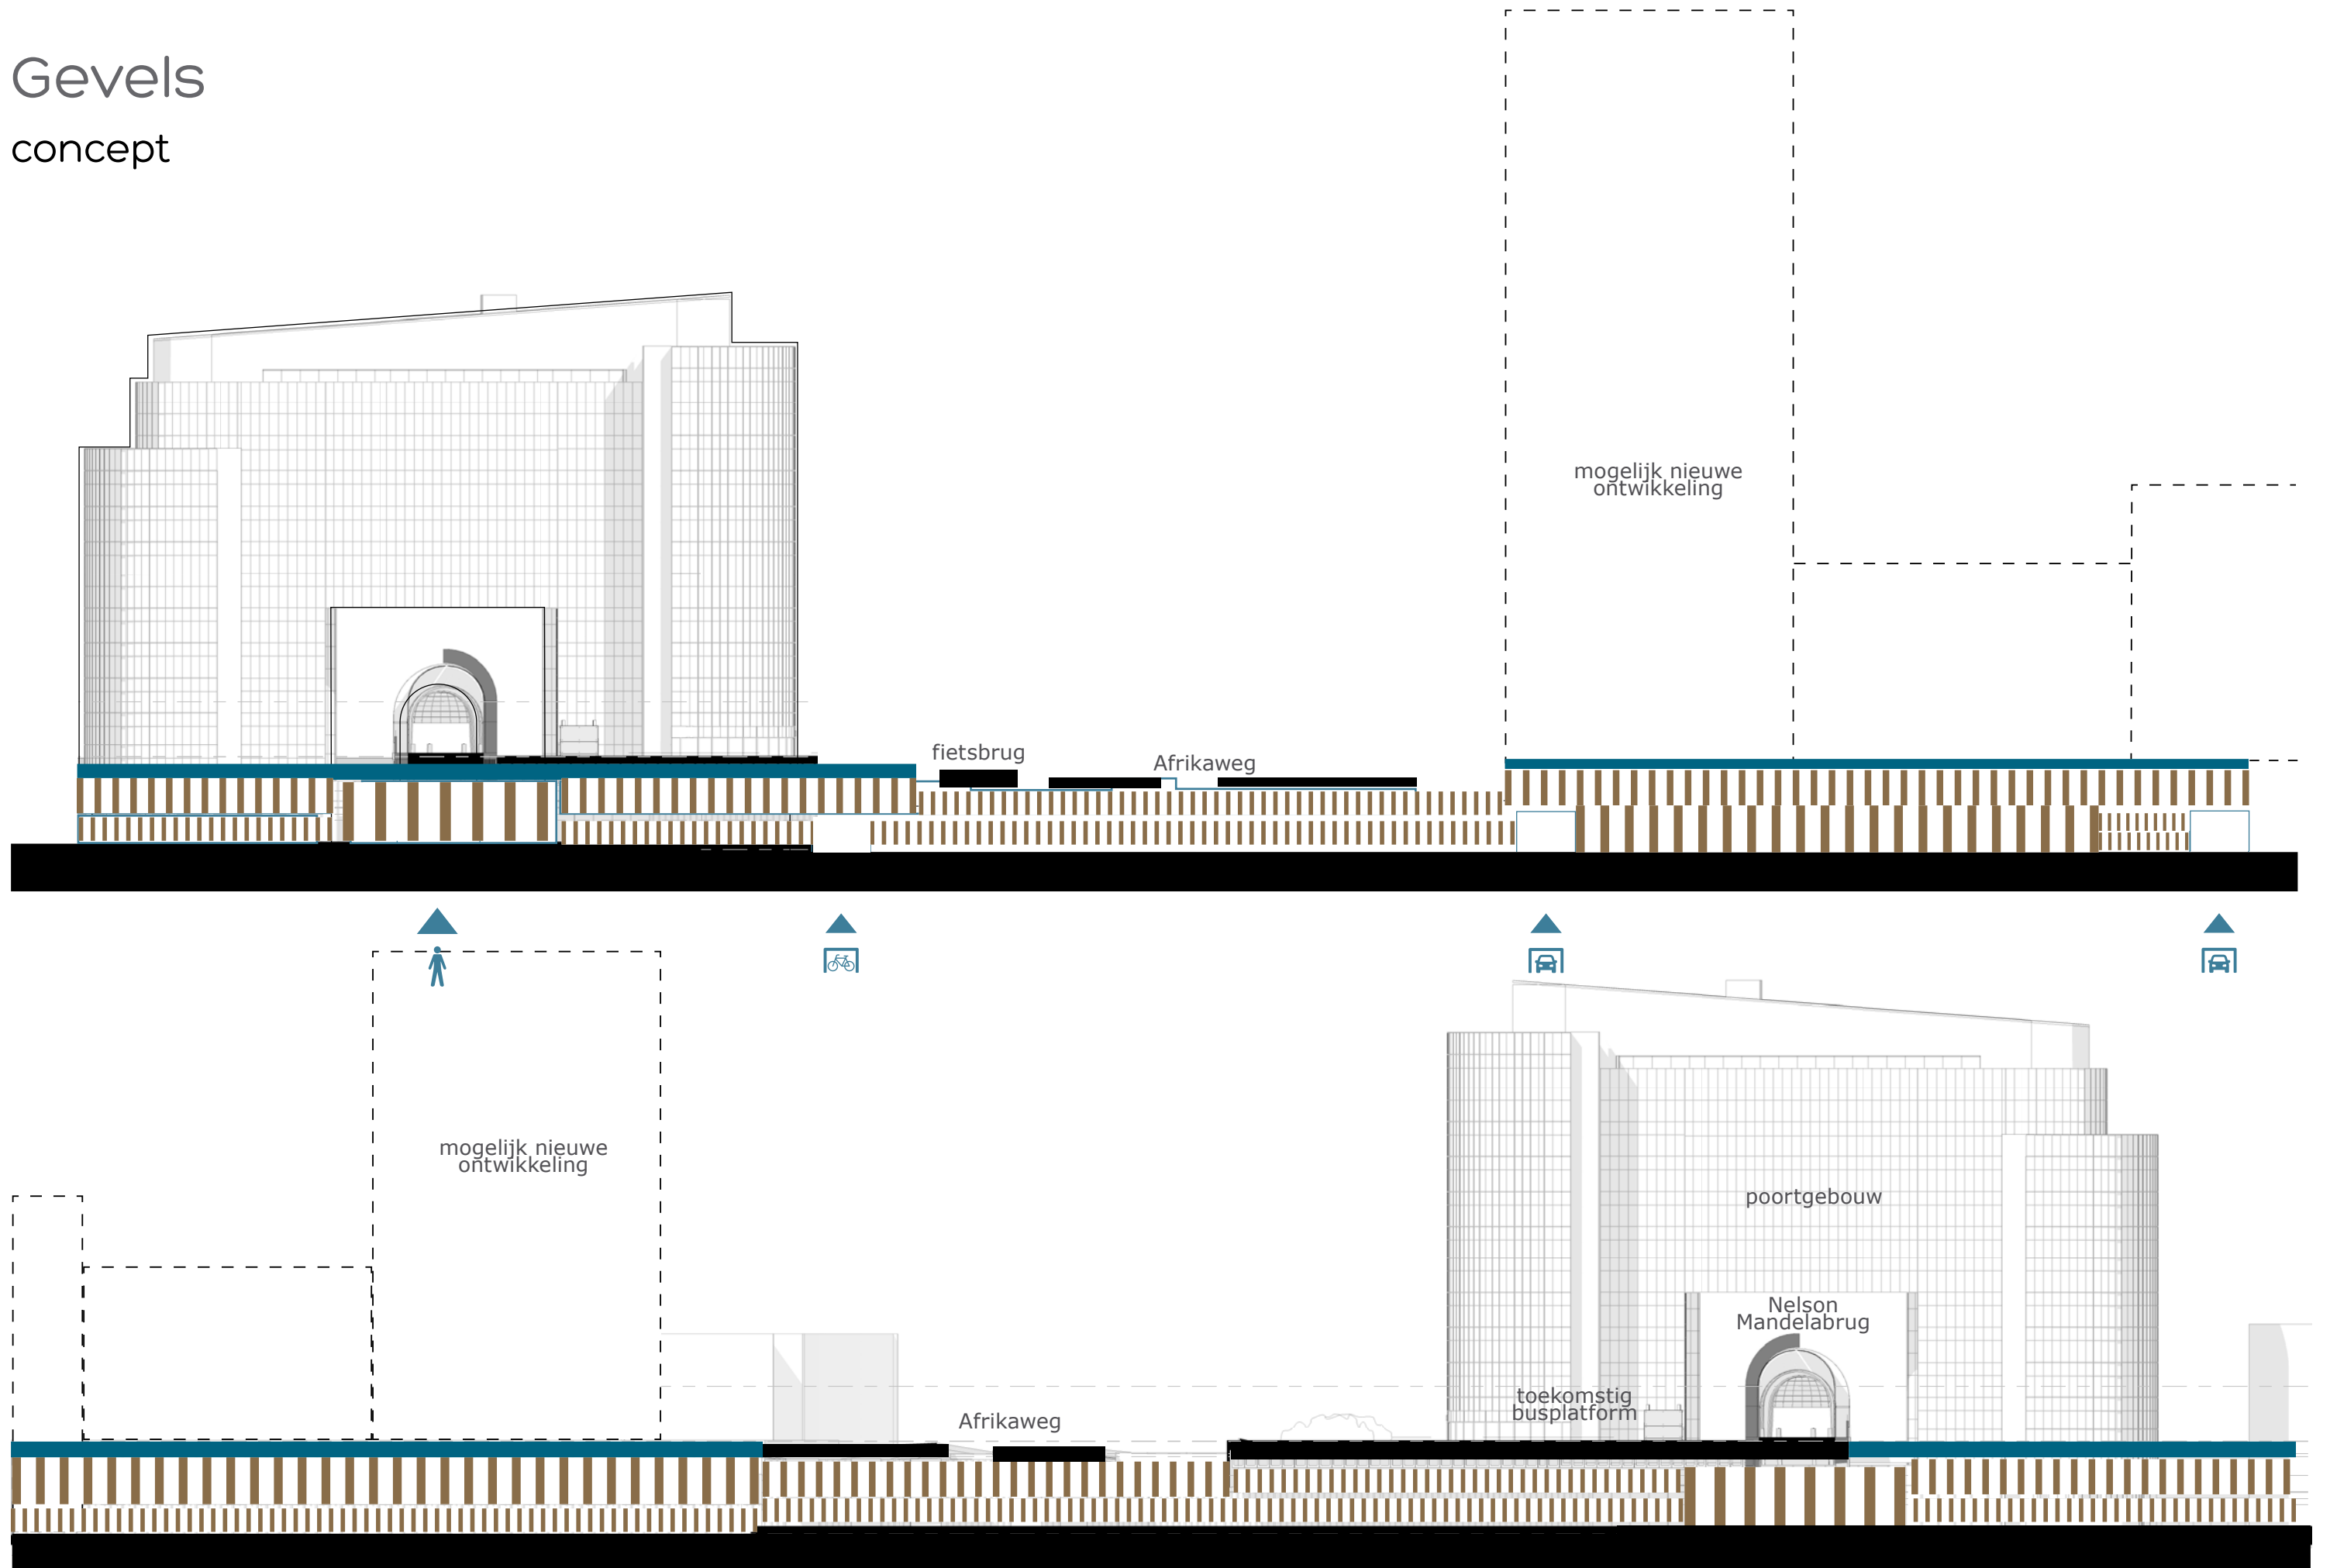 Gevels
concept
mogelijk nieuwe
ontwikkeling
fietsbrug
Afrikaweg
mogelijk nieuwe
ontwikkeling
poortgebouw
Nelson
Mandelabrug
toekomstig
busplatform
Afrikaweg